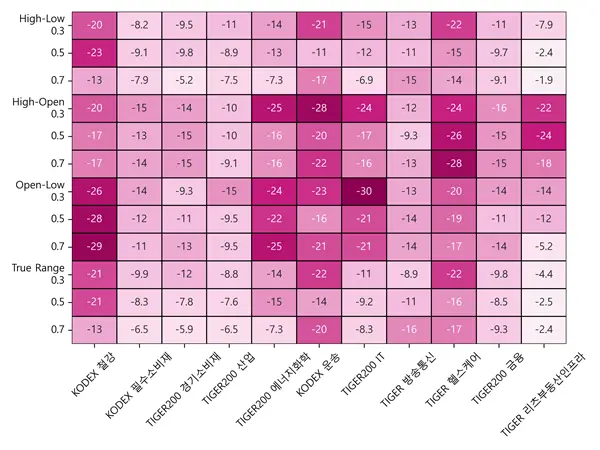 High-Low
0.3 -20 -8.2 -9.5 -11 -14 -21 -15 -13 -22 -11 -7.9
0.5 -23 -9.1 -9.8 -8.9 -13 -11 -12 -11 -15 -9.7 -2.4
0.7 -13 -7.9 -5.2 -7.5 -7.3 -17 -6.9 -15 -14 -9.1 -1.9
High-Open
0.3 -20 -15 -14 -10 -25 -28 -24 -12 -24 -16 -22
0.5 -17 -13 -15 -10 -16 -20 -17 -9.3 -26 -15 -24
0.7 -17 -14 -15 -9.1 -16 -22 -16 -13 -28 -15 -18
Open-Low
0.3 -26 -14 -9.3 -15 -24 -23 -30 -13 -20 -14 -14
0.5 -28 -12 -11 -9.5 -22 -16 -21 -14 -19 -11 -12
0.7 -29 -11 -13 -9.5 -25 -21 -21 -14 -17 -14 -5.2
True Range
0.3 -21 -9.9 -12 -8.8 -14 -22 -11 -8.9 -22 -9.8 -4.4
0.5 -21 -8.3 -7.8 -7.6 -15 -14 -9.2 -11 -16 -8.5 -2.5
0.7 -13 -6.5 -5.9 -6.5 -7.3 -20 -8.3 -16 -17 -9.3 -2.4
KODEX 철강
KODEX 필수소비재
TIGER200 경기소비재
TIGER200 산업
TIGER200 에너지화학
KODEX 운송
TIGER200 IT
TIGER 방송통신
TIGER 헬스케어
TIGER200 금융
TIGER 리츠부동산인프라